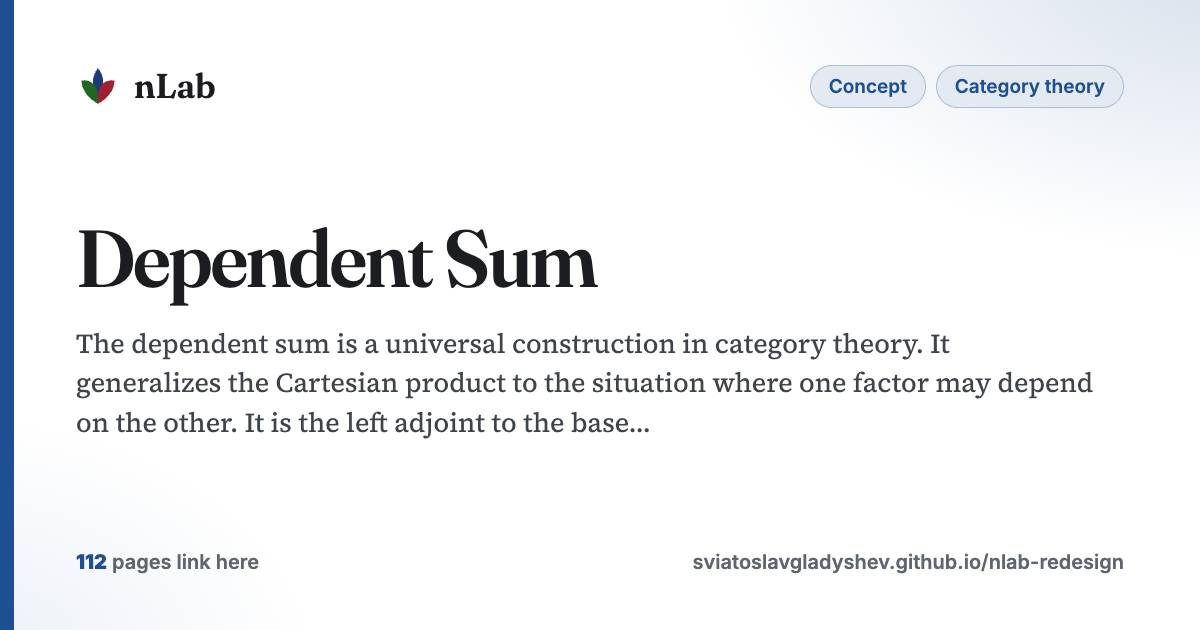 nLab
Concept
Category theory
Dependent Sum
The dependent sum is a universal construction in category theory. It
generalizes the Cartesian product to the situation where one factor may depend
on the other. It is the left adjoint to the base...
112 pages link here
sviatoslavgladyshev.github.io/nlab-redesign